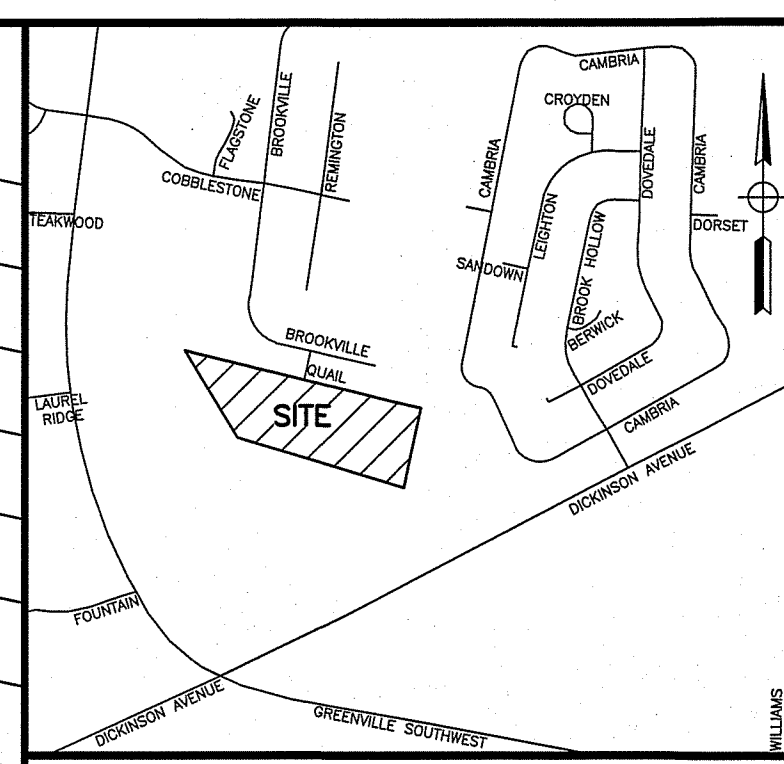 CAMBRIA
CROYDEN
FLAGSTONE
BROOKVILLE
REMINGTON
COBBLESTONE
CAMBRIA
DOVEDALE
CAMBRIA
TEAKWOOD
LEIGHTON
BROOK HOLLOW
DORSET
SANDOWN
BERWICK
BROOKVILLE
QUAIL
DOVEDALE
LAUREL
RIDGE
SITE
CAMBRIA
DICKINSON AVENUE
FOUNTAIN
DICKINSON AVENUE
GREENVILLE SOUTHWEST
WILLIAMS